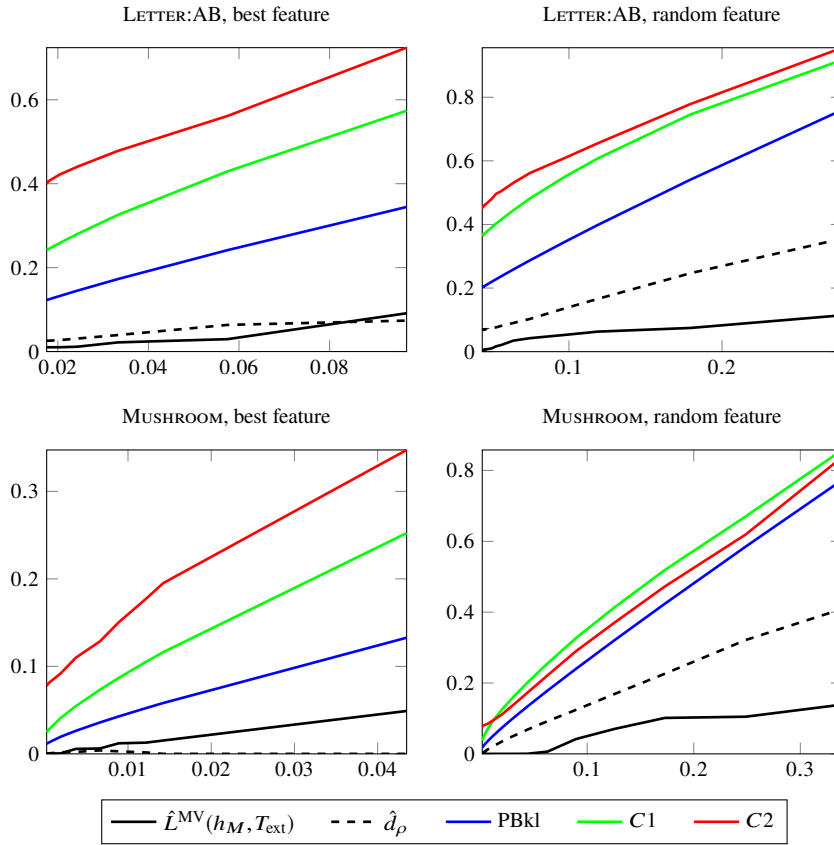 LETTER:AB, best feature
LETTER:AB, random feature
0.6
0.4
0.2
0
0.02 0.04 0.06 0.08
0.8
0.6
0.4
0.2
0
0.1 0.2
MUSHROOM, best feature
MUSHROOM, random feature
0.3
0.2
0.1
0
0.01 0.02 0.03 0.04
0.8
0.6
0.4
0.2
0
0.1 0.2 0.3
L̂^MV(h_M, T_ext) d̂_ρ PBkl C1 C2